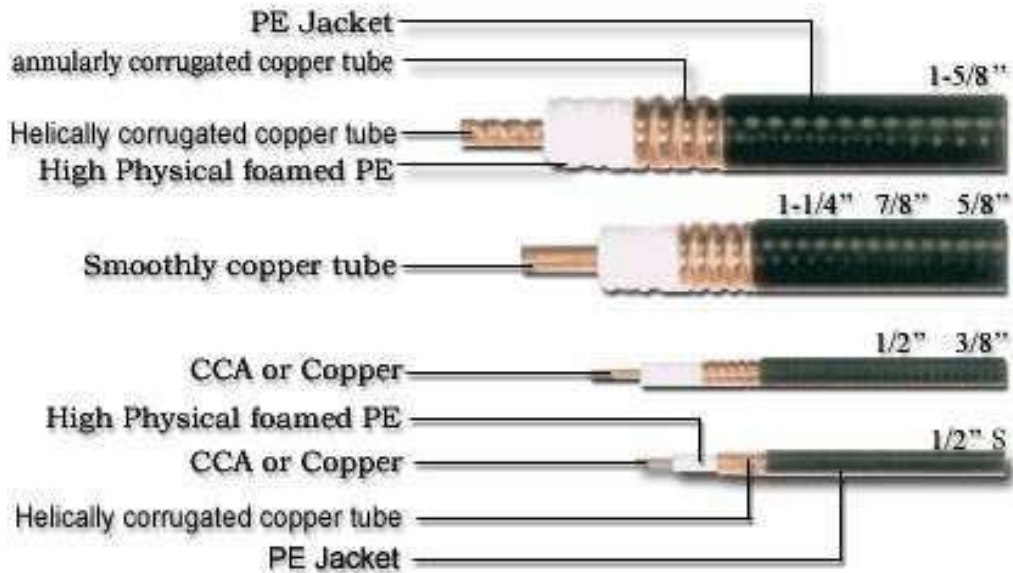 PE Jacket
annularly corrugated copper tube
1-5/8”
Helically corrugated copper tube
High Physical foamed PE
1-1/4” 7/8” 5/8”
Smoothly copper tube
1/2” 3/8”
CCA or Copper
High Physical foamed PE
1/2” S
CCA or Copper
Helically corrugated copper tube
PE Jacket